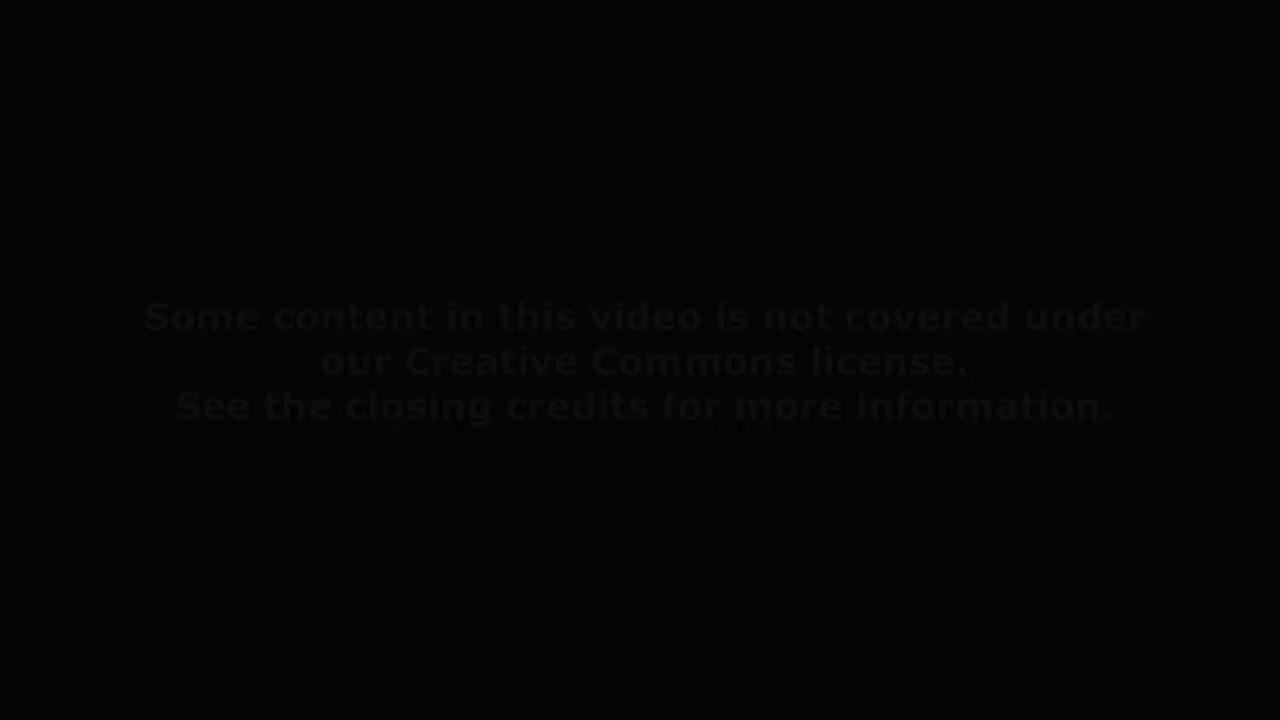 Some content in this video is not covered under
our Creative Commons license.
See the closing credits for more information.